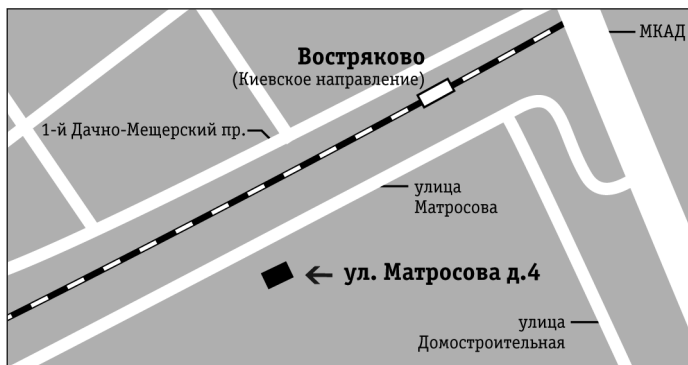 МКАД
Востряково
(Киевское направление)
1-й Дачно-Мещерский пр.
улица
Матросова
ул. Матросова д.4
улица
Домостроительная